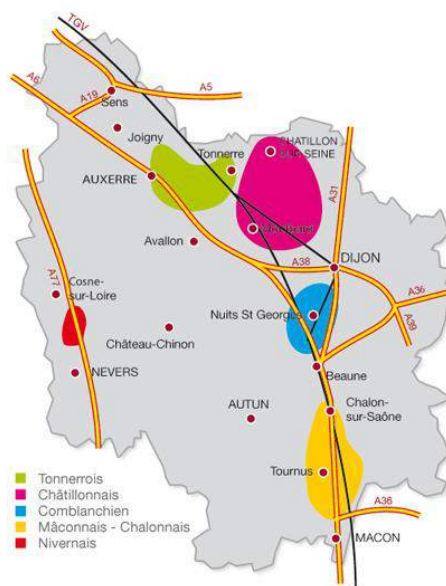 TGV
A6
A19
A5
Sens
Joigny
CHATILLON
SUR SEINE
Tonnerre
AUXERRE
A31
Avallon
A38
DIJON
A77
Cosne-
sur-Loire
A36
Nuits St Georges
A39
Château-Chinon
NEVERS
Beaune
AUTUN
Chalon-
sur-Saône
Tournus
Tonnerrois
Châtillonnais
Comblanchien
Mâconnais - Chalonnais
Nivernais
A36
MACON